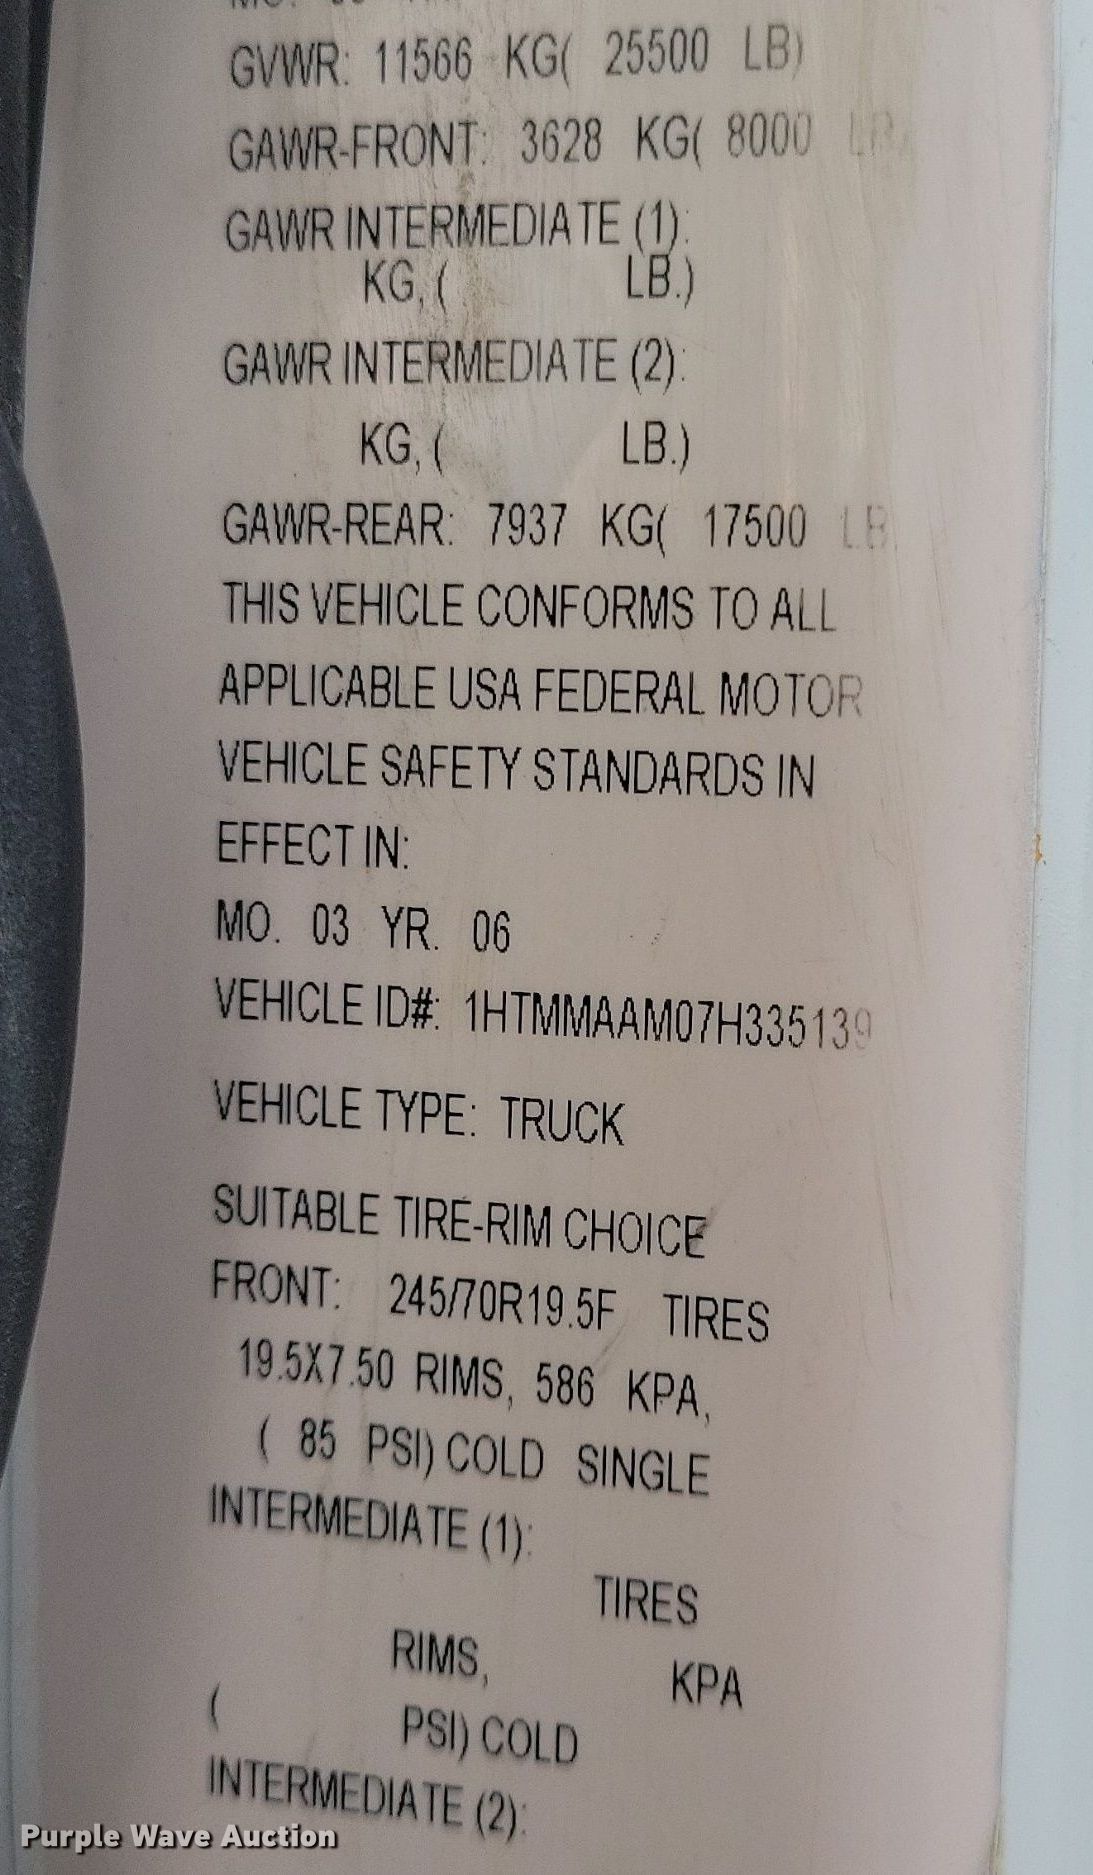 GVWR: 11566 KG( 25500 LB)
GAWR-FRONT: 3628 KG( 8000 LB)
GAWR INTERMEDIATE (1):
KG, ( LB.)
GAWR INTERMEDIATE (2):
KG, ( LB.)
GAWR-REAR: 7937 KG( 17500 LB
THIS VEHICLE CONFORMS TO ALL
APPLICABLE USA FEDERAL MOTOR
VEHICLE SAFETY STANDARDS IN
EFFECT IN:
MO. 03 YR. 06
VEHICLE ID#: 1HTMMAAM07H335139
VEHICLE TYPE: TRUCK
SUITABLE TIRE-RIM CHOICE
FRONT: 245/70R19.5F TIRES
19.5X7.50 RIMS, 586 KPA,
( 85 PSI) COLD SINGLE
INTERMEDIATE (1):
TIRES
RIMS, KPA
( PSI) COLD
INTERMEDIATE (2):
Purple Wave Auction